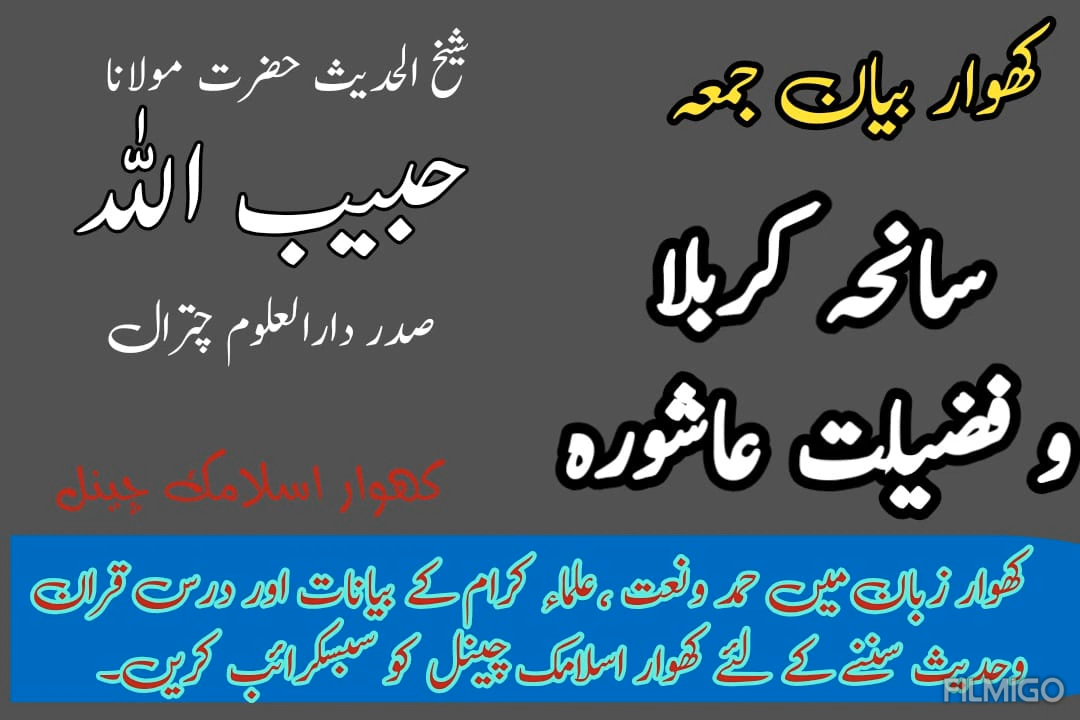 کھوار بیان جمعہ
سانحہ کربلا
و فضیلت عاشورہ
شیخ الحدیث حضرت مولانا
حبیب اللہ
صدر دارالعلوم چترال
کھوار اسلامک چینل
کھوار زبان میں حمد ونعت ،علماء کرام کے بیانات اور درس قران
وحدیث سننے کے لئے کھوار اسلامک چینل کو سبسکرائب کریں۔
FILMIGO